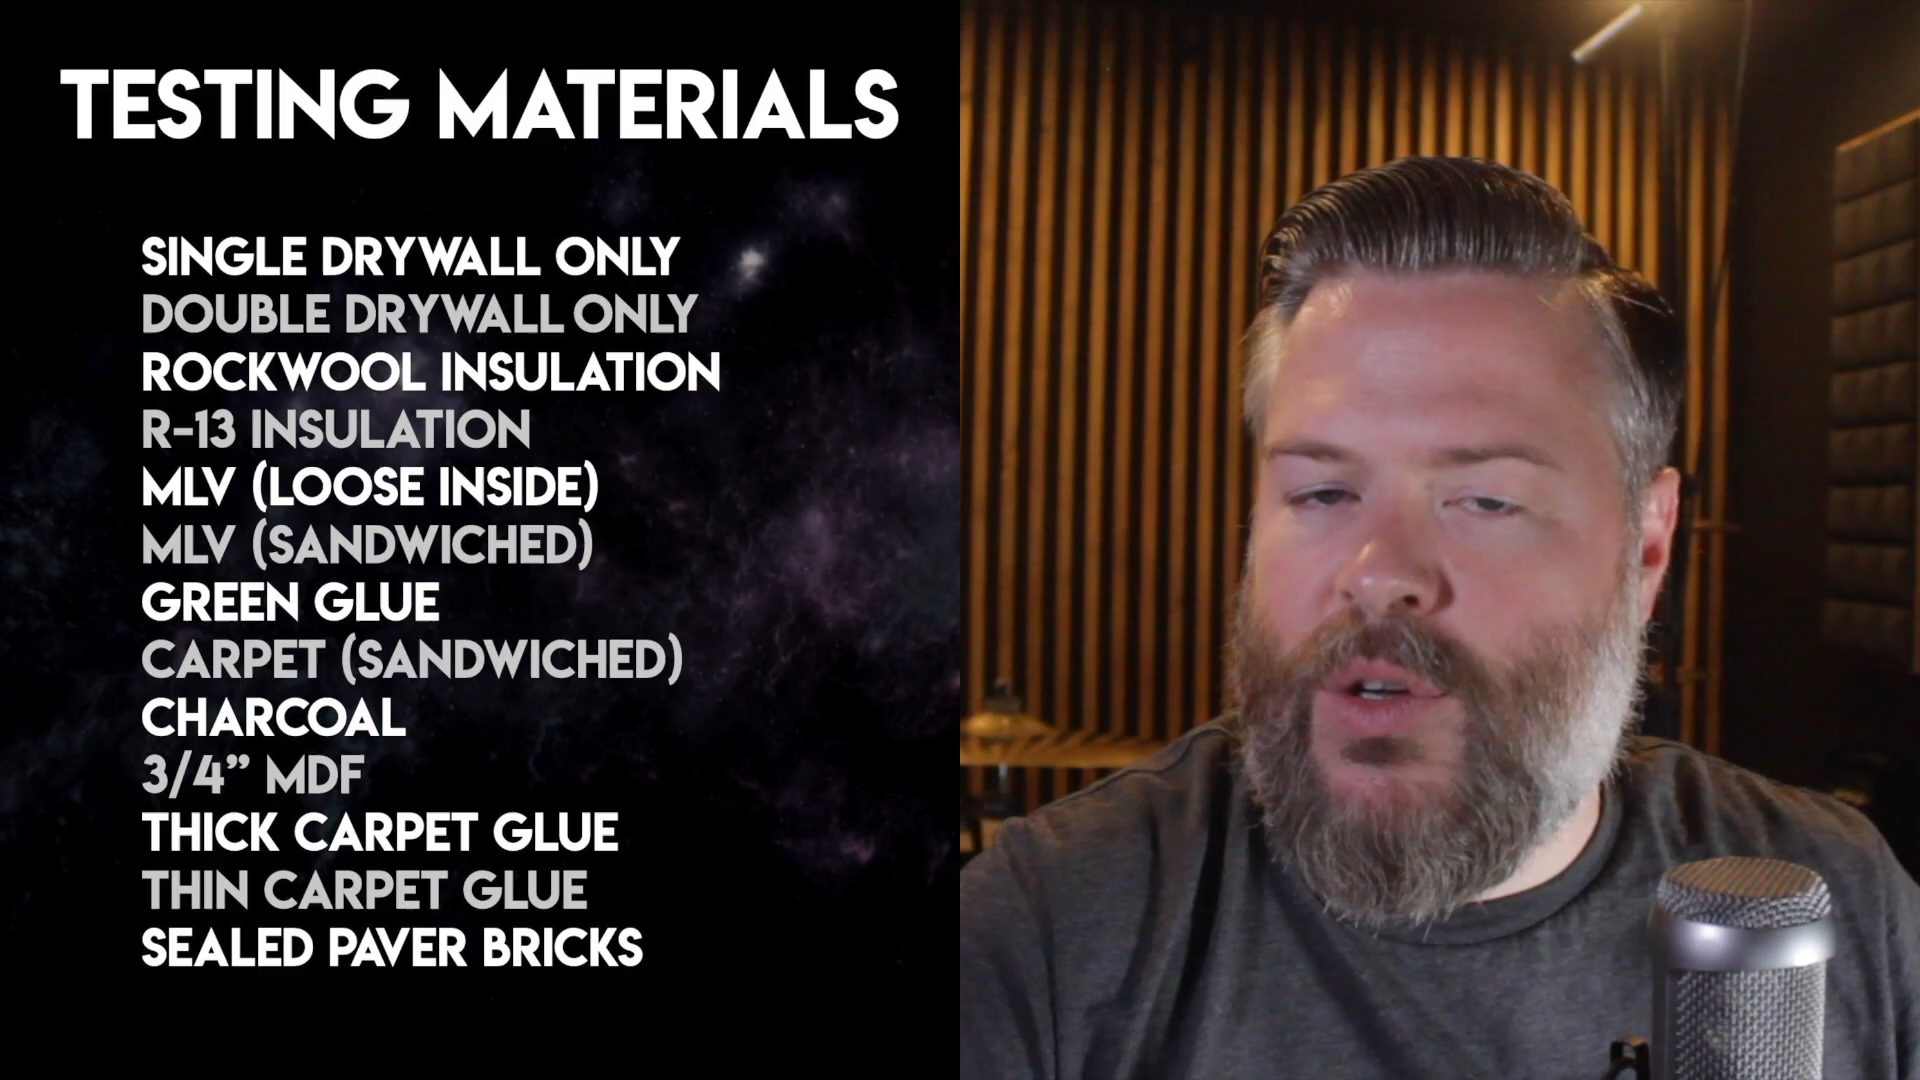 TESTING MATERIALS
SINGLE DRYWALL ONLY
DOUBLE DRYWALL ONLY
ROCKWOOL INSULATION
R-13 INSULATION
MLV (LOOSE INSIDE)
MLV (SANDWICHED)
GREEN GLUE
CARPET (SANDWICHED)
CHARCOAL
3/4” MDF
THICK CARPET GLUE
THIN CARPET GLUE
SEALED PAVER BRICKS